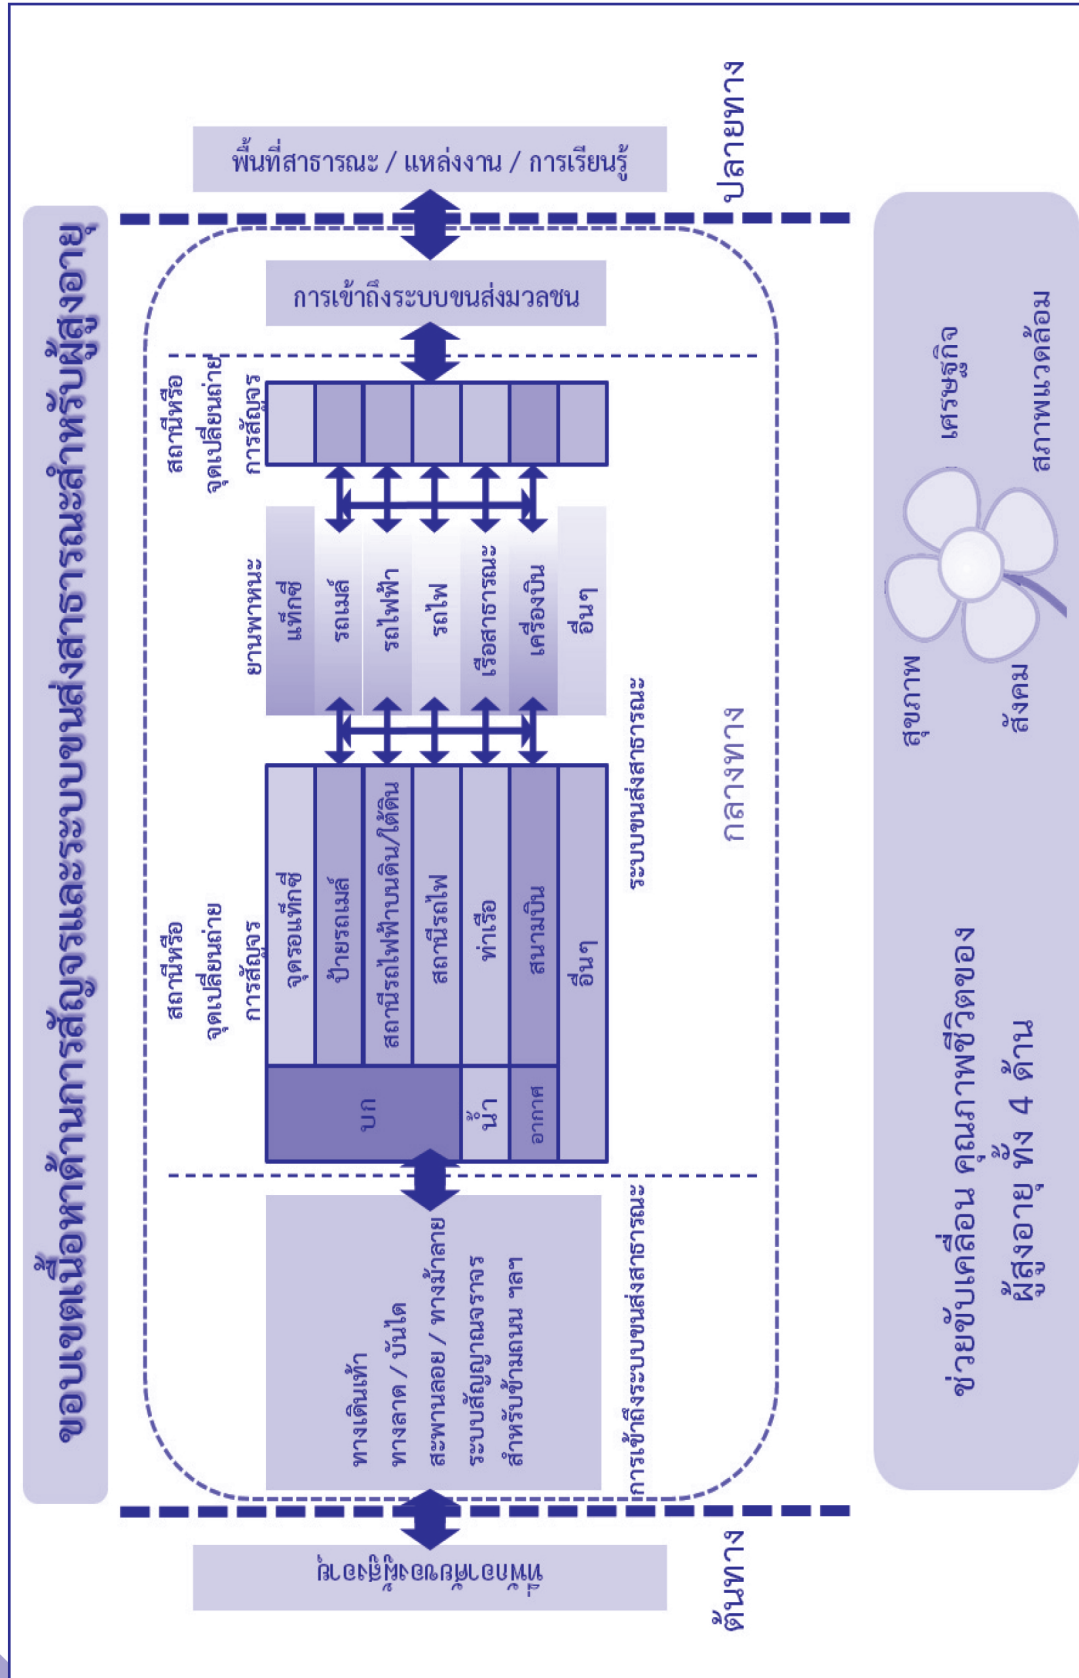 ขอบเขตเนื้อหาด้านการสัญจรและระบบขนส่งสาธารณะสำหรับผู้สูงอายุ
ที่พักอาศัยของผู้สูงอายุ
ต้นทาง
ทางเดินเท้า
ทางลาด / บันได
สะพานลอย / ทางม้าลาย
ระบบสัญญาณจราจร
สำหรับข้ามถนน ฯลฯ
การเข้าถึงระบบขนส่งสาธารณะ
สถานีหรือ
จุดเปลี่ยนถ่าย
การสัญจร
บก
น้ำ
อากาศ
จุดรอแท็กซี่
ป้ายรถเมล์
สถานีรถไฟฟ้าบนดิน/ใต้ดิน
สถานีรถไฟ
ท่าเรือ
สนามบิน
อื่นๆ
ยานพาหนะ
แท็กซี่
รถเมล์
รถไฟฟ้า
รถไฟ
เรือสาธารณะ
เครื่องบิน
อื่นๆ
ระบบขนส่งสาธารณะ
สถานีหรือ
จุดเปลี่ยนถ่าย
การสัญจร
การเข้าถึงระบบขนส่งมวลชน
กลางทาง
พื้นที่สาธารณะ / แหล่งงาน / การเรียนรู้
ปลายทาง
ช่วยขับเคลื่อน คุณภาพชีวิตของ
ผู้สูงอายุ ทั้ง 4 ด้าน
สุขภาพ
สังคม
เศรษฐกิจ
สภาพแวดล้อม